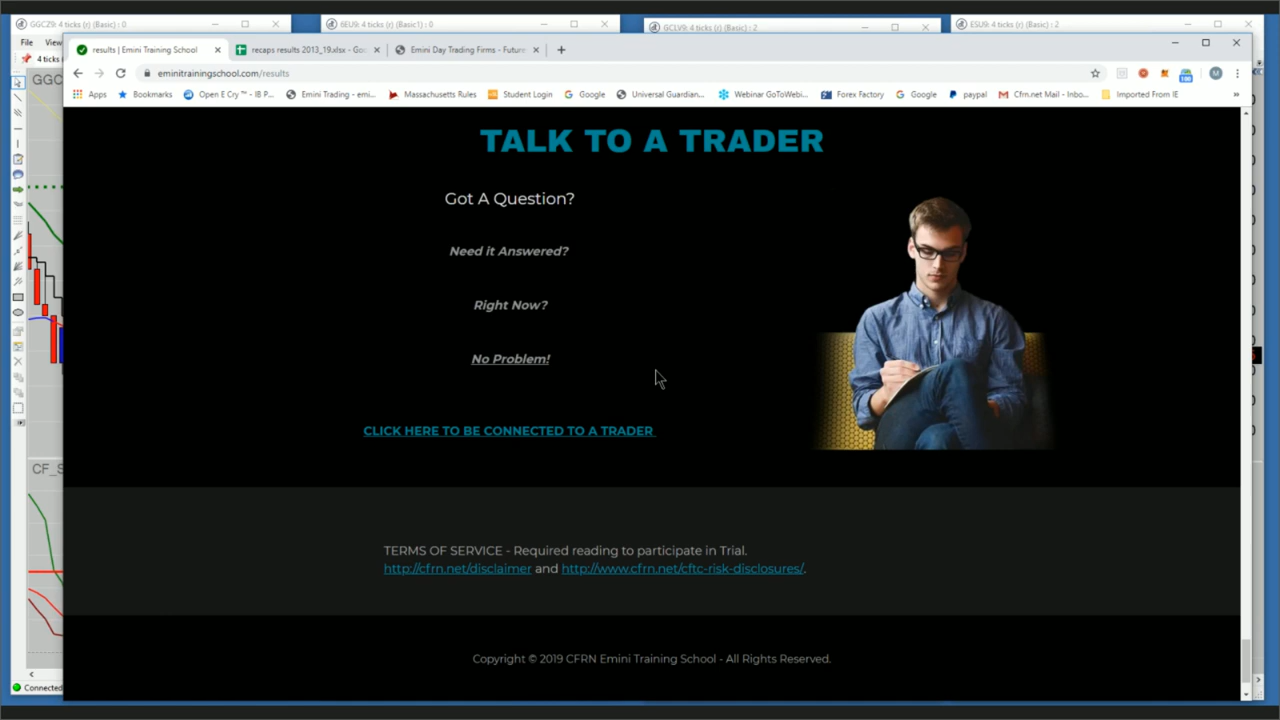 GGCZ9: 4 ticks (r) (Basic) : 0
6EU9: 4 ticks (r) (Basic1) : 0
GCLV9: 4 ticks (r) (Basic) : 2
ESU9: 4 ticks (r) (Basic) : 2
File View
results | Emini Training School
recaps results 2013_19.xlsx - Go
Emini Day Trading Firms - Future
4 ticks
eminitrainingschool.com/results
M
GGC
Apps
Bookmarks
Open E Cry ™ - IB P...
Emini Trading - emi...
Massachusetts Rules
Student Login
Google
Universal Guardian...
Webinar GoToWebi...
Forex Factory
Google
paypal
Cfrn.net Mail - Inbo...
Imported From IE
»
TALK TO A TRADER
Got A Question?
Need it Answered?
Right Now?
No Problem!
CLICK HERE TO BE CONNECTED TO A TRADER
CF_S
TERMS OF SERVICE - Required reading to participate in Trial.
http://cfrn.net/disclaimer and http://www.cfrn.net/cftc-risk-disclosures/.
Copyright © 2019 CFRN Emini Training School - All Rights Reserved.
Connected